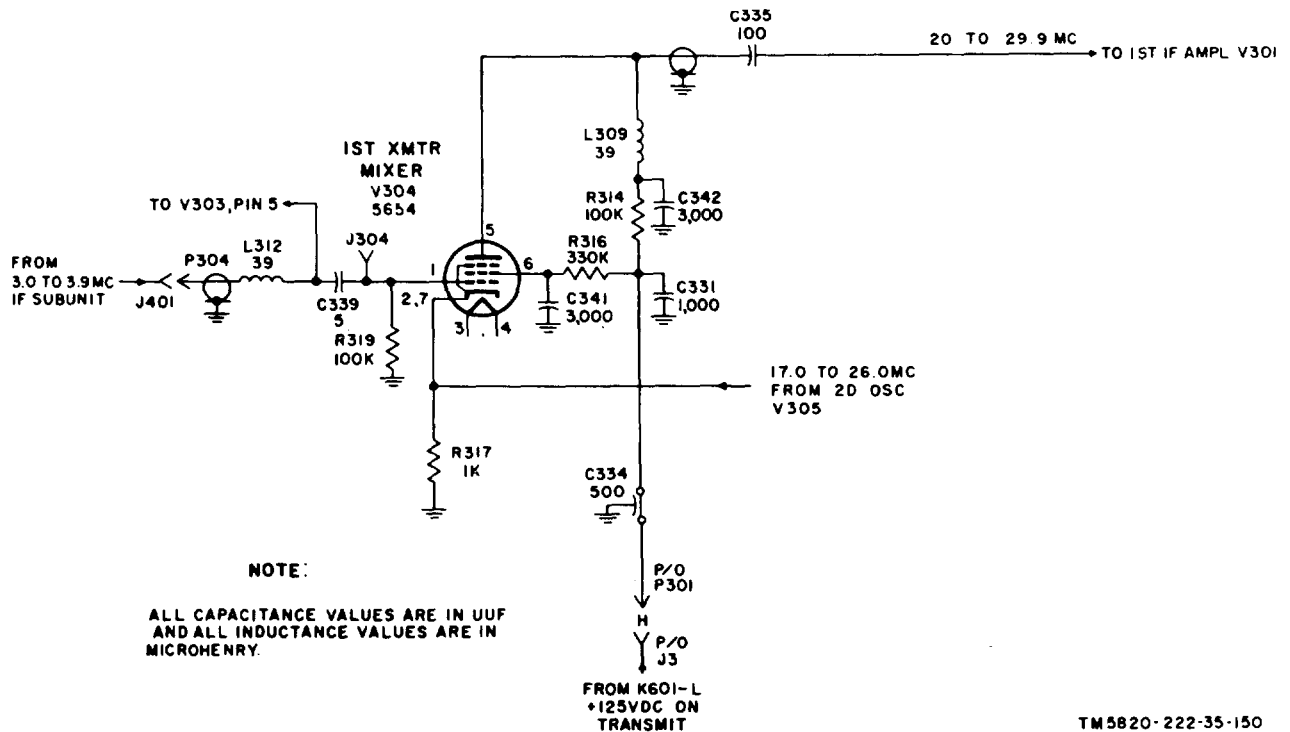 C335
100
20 TO 29.9 MC
TO 1ST IF AMPL V301
L309
39
1ST XMTR
MIXER
V304
5654
R314
100K
C342
3,000
TO V303, PIN 5
J304
5
R316
330K
6
FROM
3.0 TO 3.9 MC
IF SUBUNIT
J401
P304
L312
39
1
C339
5
2,7
C341
3,000
C331
1,000
R319
100K
3
4
17.0 TO 26.0MC
FROM 2D OSC
V305
R317
1K
C334
500
NOTE:
ALL CAPACITANCE VALUES ARE IN UUF
AND ALL INDUCTANCE VALUES ARE IN
MICROHENRY.
P/O
P301
H
P/O
J3
FROM K601-L
+125VDC ON
TRANSMIT
TM5820-222-35-150